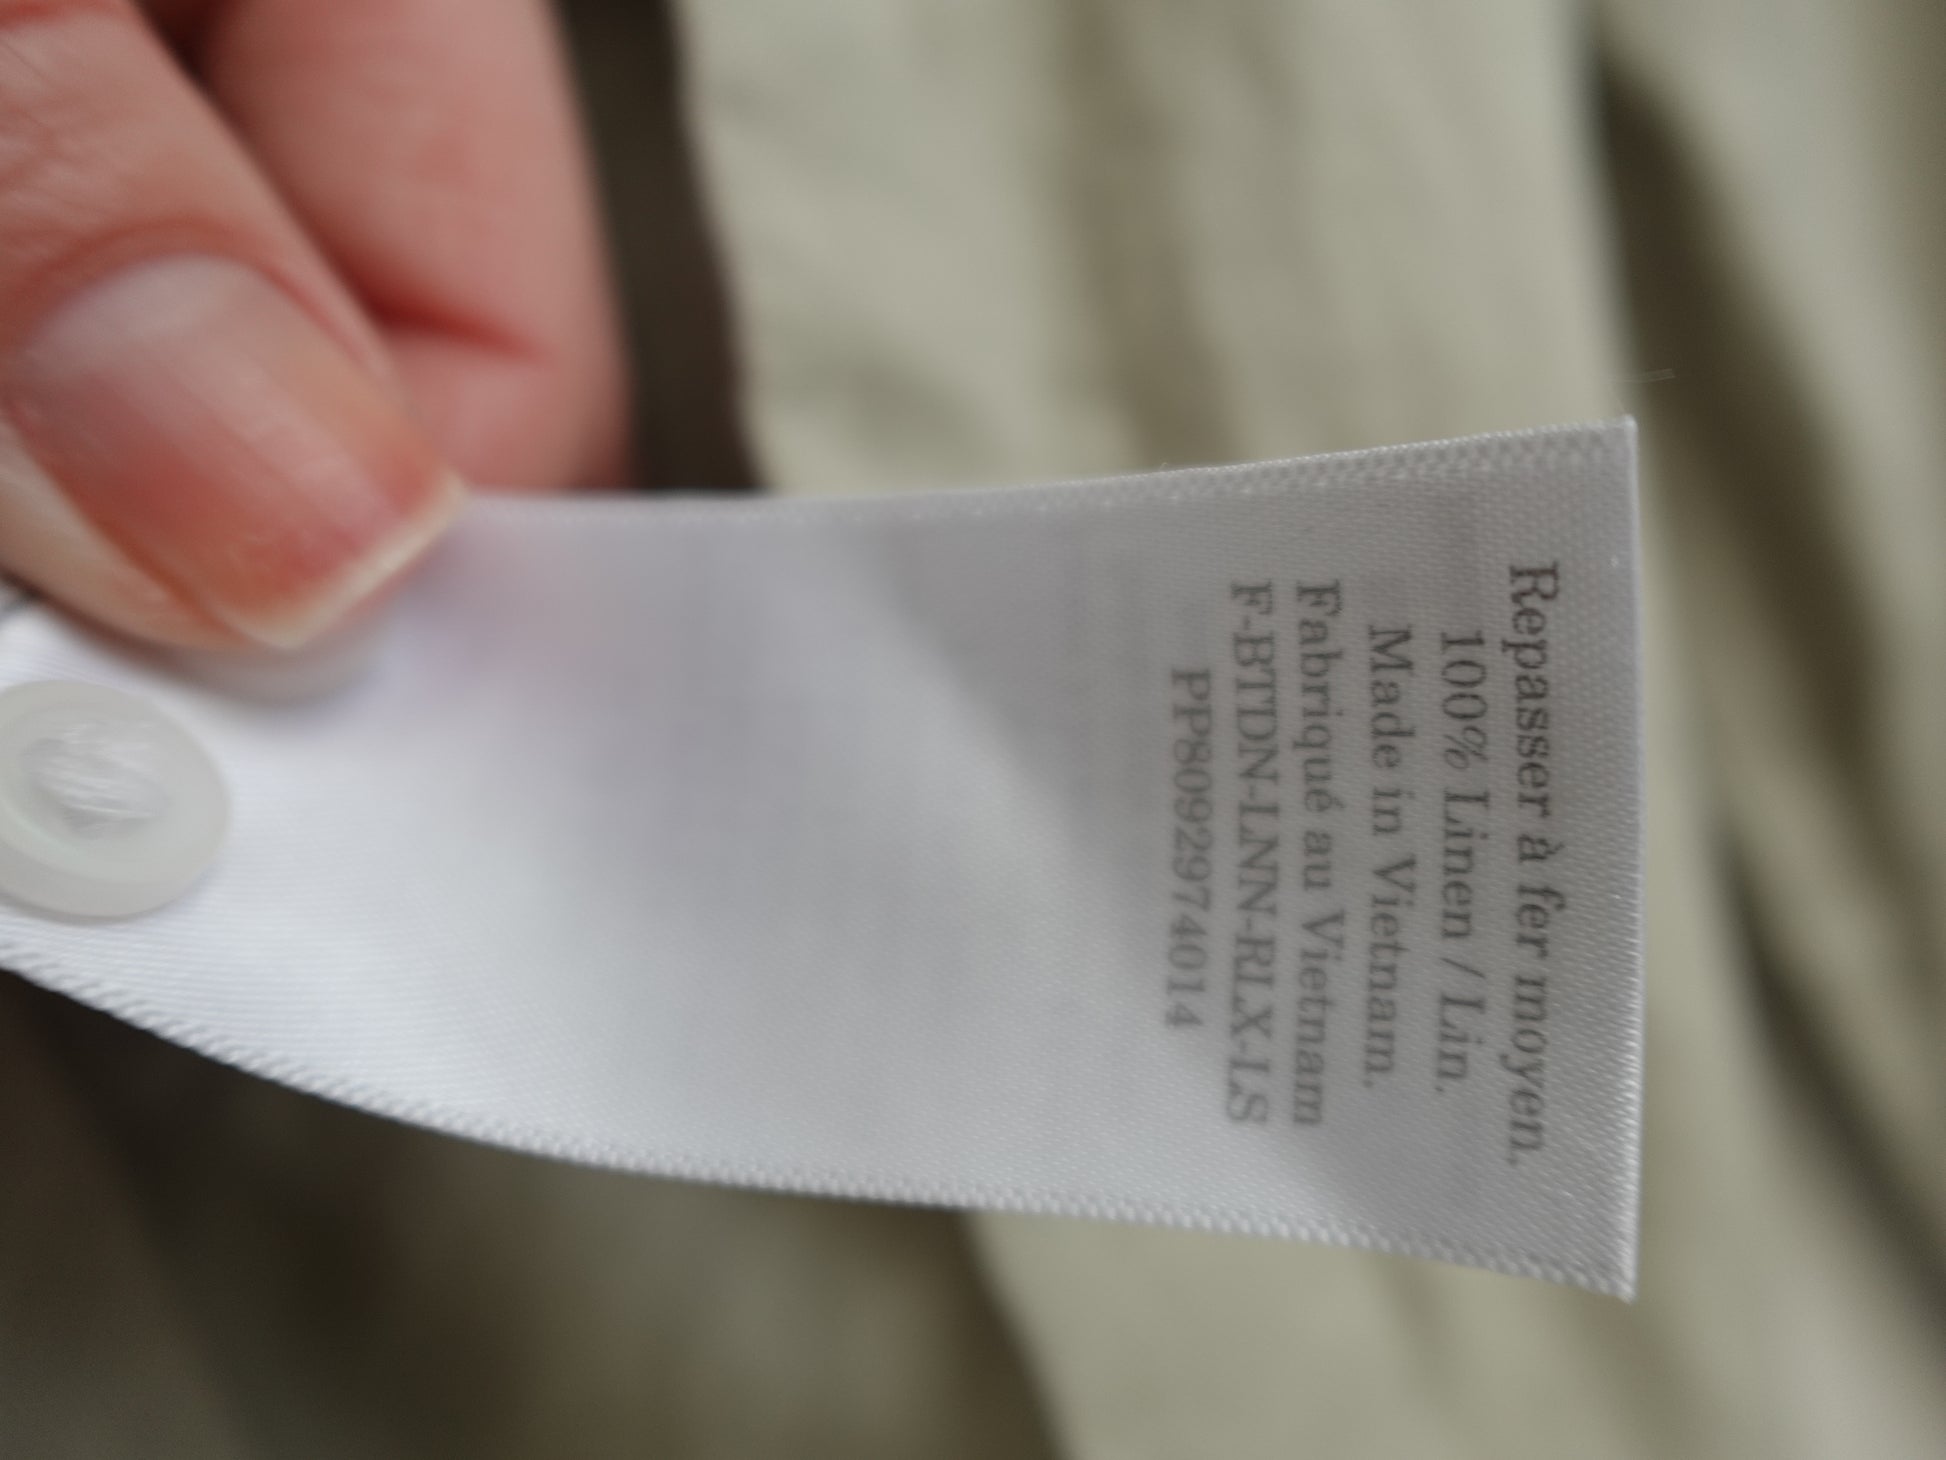 Repasser à fer moyen.
100% Linen / Lin.
Made in Vietnam.
Fabriqué au Vietnam
F-BTDN-LNN-RLX-LS
PP8092974014